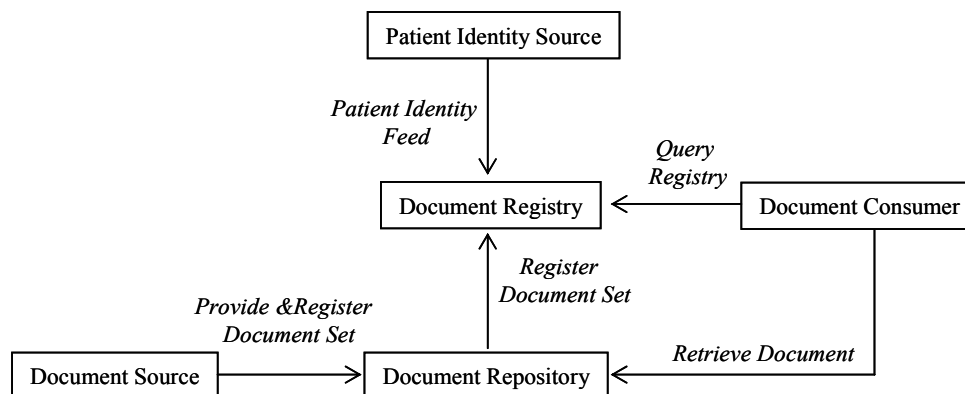 Patient Identity Source
Patient Identity
Feed
Query
Registry
Document Registry
Document Consumer
Register
Document Set
Provide &Register
Document Set
Retrieve Document
Document Source
Document Repository